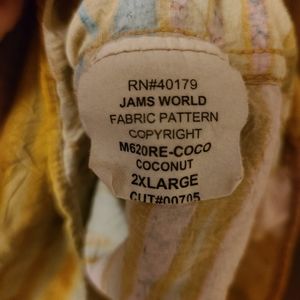 RN#40179
JAMS WORLD
FABRIC PATTERN
COPYRIGHT
M620RE-COCO
COCONUT
2XLARGE
CUT#00705